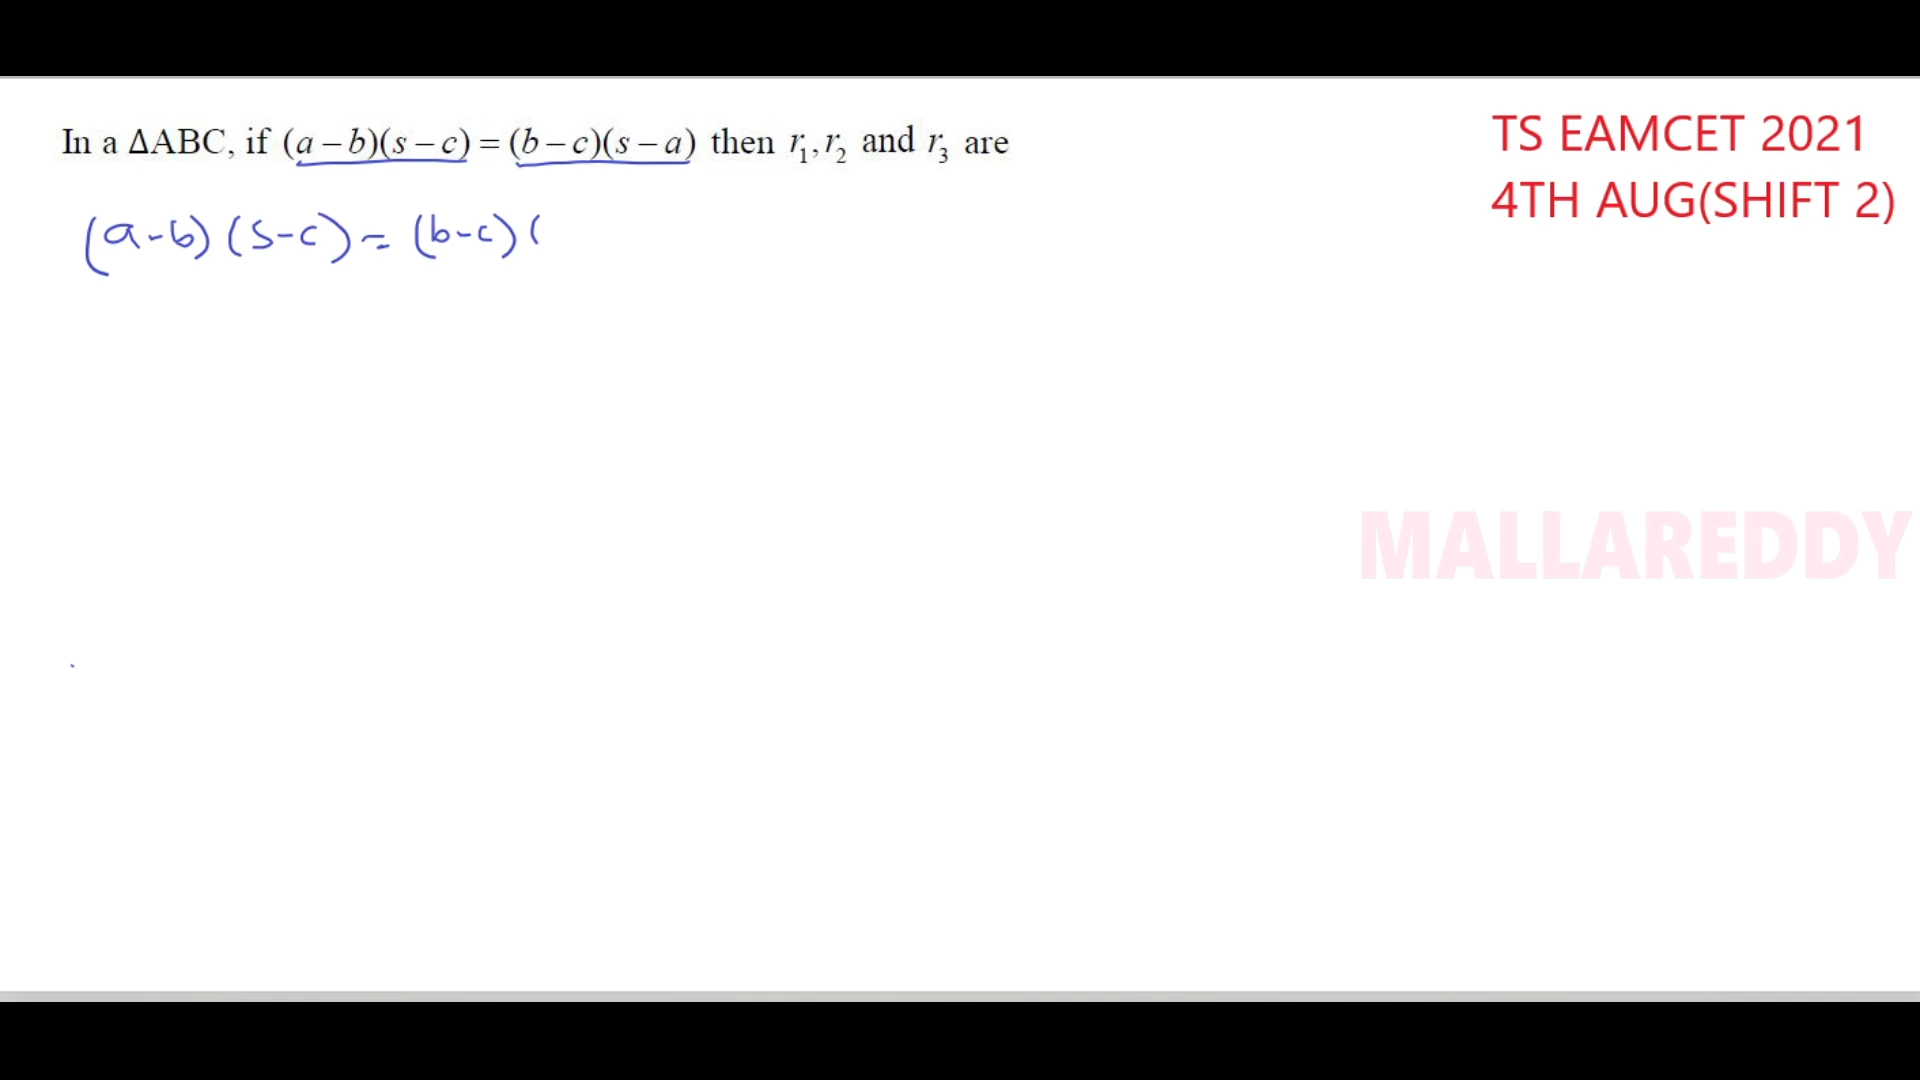 In a ΔABC, if (a – b)(s – c) = (b – c)(s – a) then r₁, r₂ and r₃ are
TS EAMCET 2021
4TH AUG(SHIFT 2)
(a-b) (s-c) = (b-c) (
MALLAREDDY